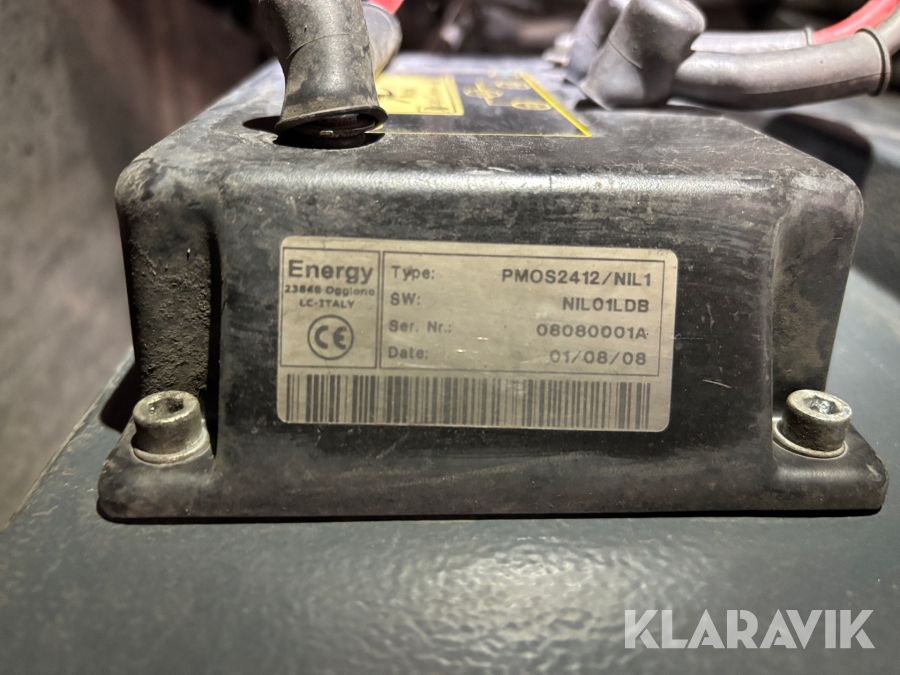 Energy
23848 Oggiono
LC-ITALY
CE
Type: PMOS2412/NIL1
SW: NIL01LDB
Ser. Nr.: 08080001A
Date: 01/08/08
KLARAVIK